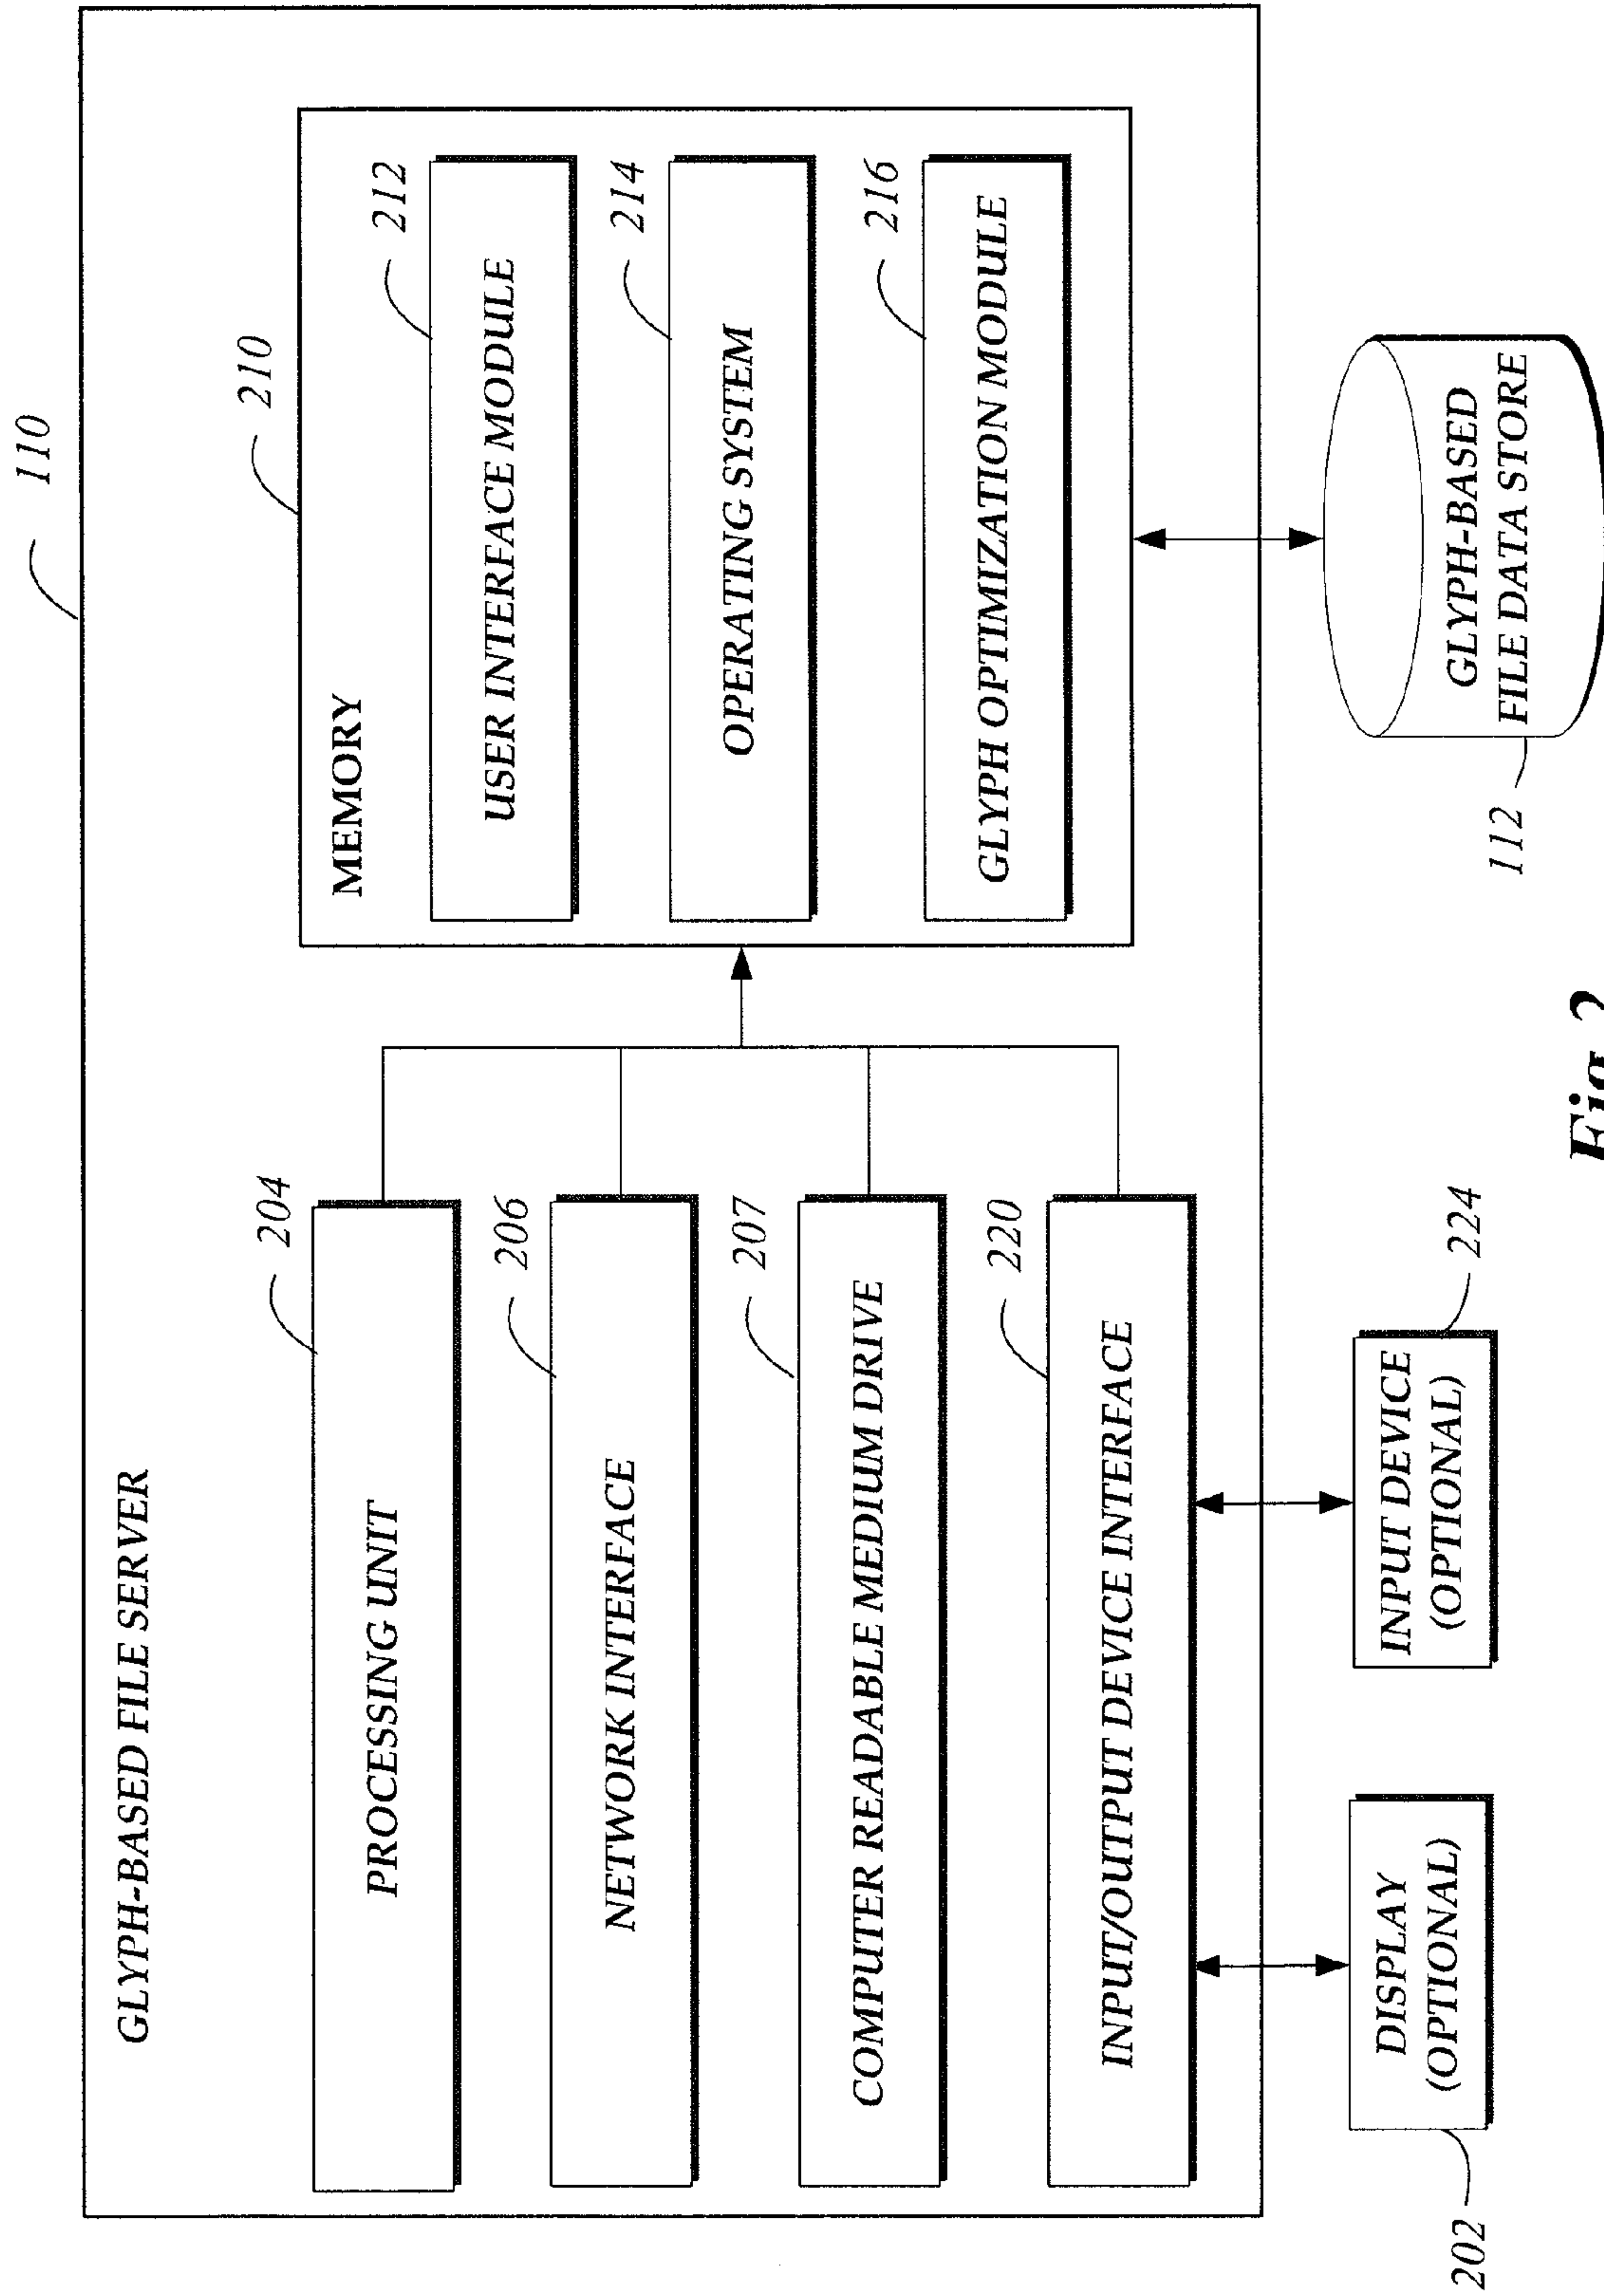 110
GLYPH-BASED FILE SERVER
204
PROCESSING UNIT
206
NETWORK INTERFACE
207
COMPUTER READABLE MEDIUM DRIVE
220
INPUT/OUTPUT DEVICE INTERFACE
210
MEMORY
212
USER INTERFACE MODULE
214
OPERATING SYSTEM
216
GLYPH OPTIMIZATION MODULE
202
DISPLAY
(OPTIONAL)
INPUT DEVICE
(OPTIONAL)
224
112
GLYPH-BASED
FILE DATA STORE
Fig.2